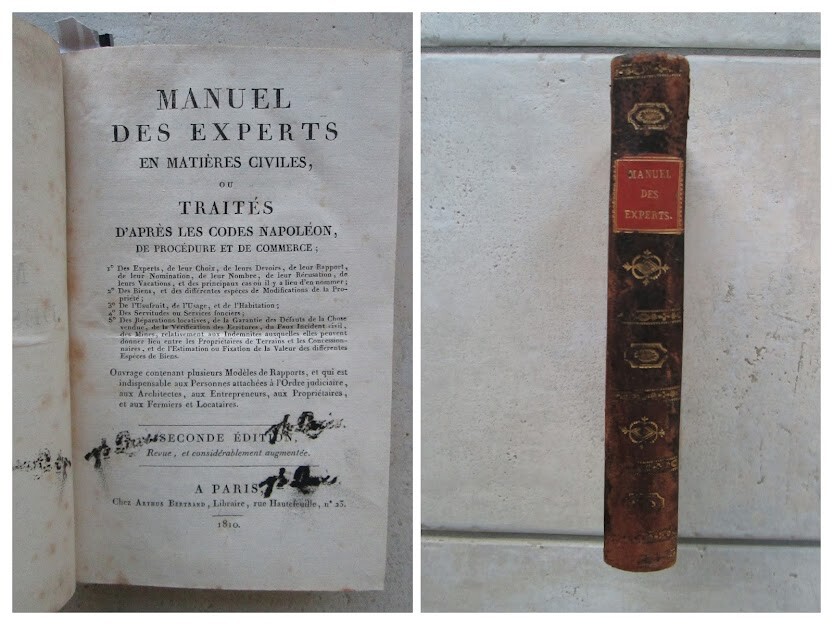 MANUEL
DES EXPERTS
EN MATIÈRES CIVILES,
OU
TRAITÉS
D'APRÈS LES CODES NAPOLÉON,
DE PROCÉDURE ET DE COMMERCE ;
1° Des Experts, de leur Choix, de leurs Devoirs, de leur Rapport,
de leur Nomination, de leur Nombre, de leur Récusation, de
leurs Vacations, et des principaux cas où il y a lieu d'en nommer ;
2° Des Biens, et des différentes espèces de Modifications de la Pro-
priété ;
3° De l'Usufruit, de l'Usage, et de l'Habitation ;
4° Des Servitudes ou Services fonciers ;
5° Des Réparations locatives, de la Garantie des Défauts de la Chose
vendue, de la Vérification des Ecritures, du Faux Incident civil,
des Mines, relativement aux Indemnités auxquelles elles peuvent
donner lieu entre les Propriétaires de Terrains et les Concession-
naires, et de l'Estimation ou Fixation de la Valeur des différentes
Espèces de Biens.
Ouvrage contenant plusieurs Modèles de Rapports, et qui est
indispensable aux Personnes attachées à l'Ordre judiciaire,
aux Architectes, aux Entrepreneurs, aux Propriétaires,
et aux Fermiers et Locataires.
SECONDE ÉDITION,
Revue, et considérablement augmentée.
A PARIS,
Chez ARTHUS BERTRAND, Libraire, rue Hautefeuille, n° 23.
1810.
MANUEL
DES
EXPERTS.